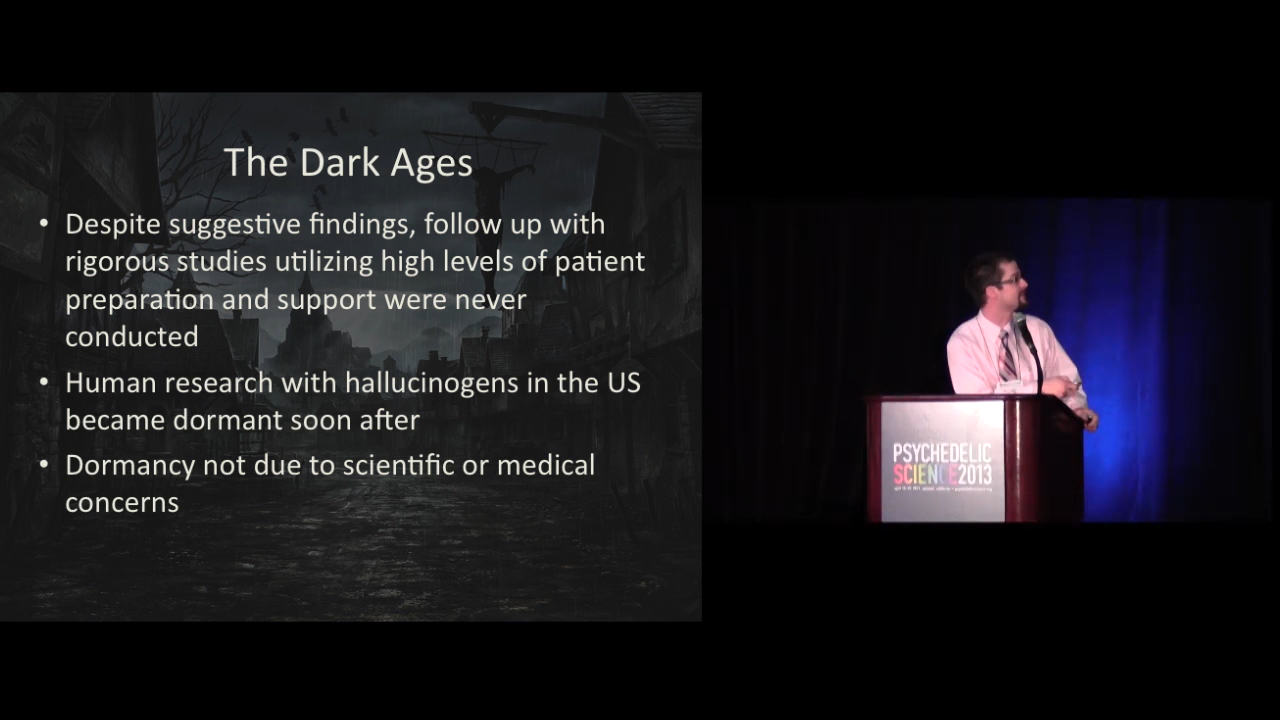 The Dark Ages
• Despite suggestive findings, follow up with
rigorous studies utilizing high levels of patient
preparation and support were never
conducted
• Human research with hallucinogens in the US
became dormant soon after
• Dormancy not due to scientific or medical
concerns
PSYCHEDELIC
SCIENCE2013